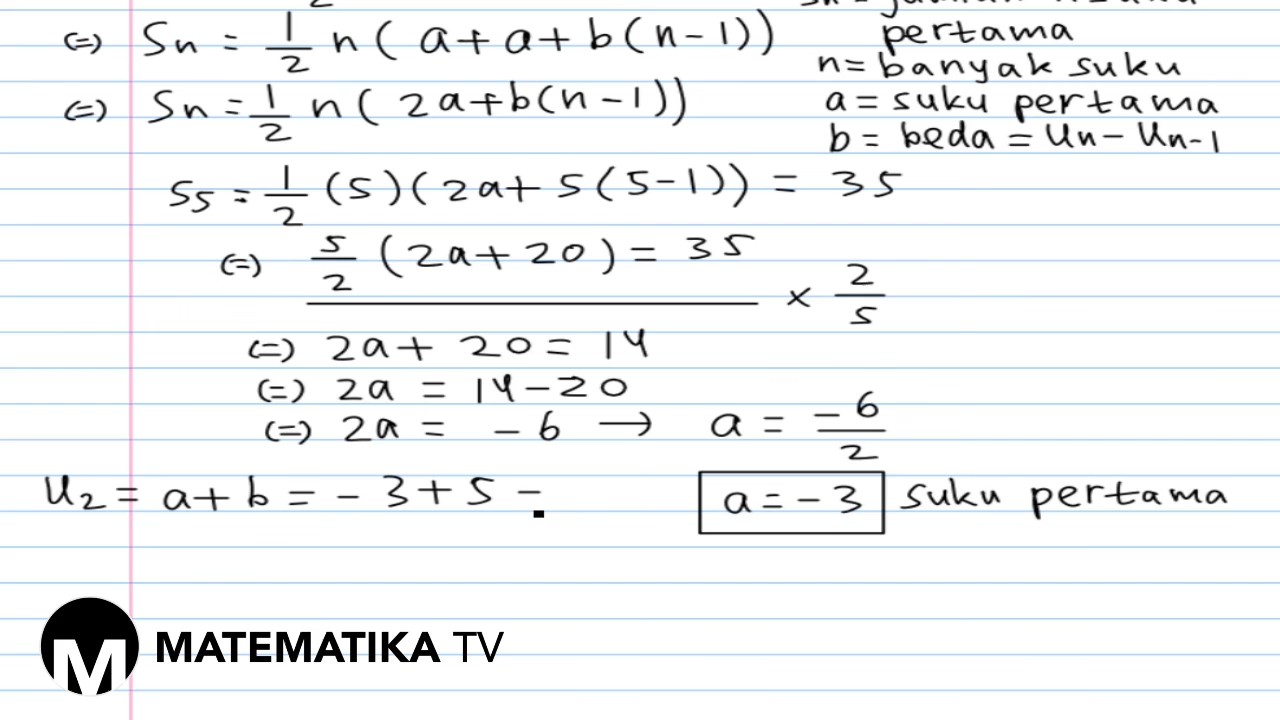 (=) Sn = 1/2 n ( a + a + b ( n - 1 ) )
pertama
n = banyak suku
(=) Sn = 1/2 n ( 2a + b ( n - 1 ) )
a = suku pertama
b = beda = Un - Un-1
S5 = 1/2 (5) ( 2a + 5 ( 5 - 1 ) ) = 35
(=) 5/2 ( 2a + 20 ) = 35
× 2/5
(=) 2a + 20 = 14
(=) 2a = 14 - 20
(=) 2a = - 6 → a = - 6/2
U2 = a + b = - 3 + 5 -
a = - 3 suku pertama
M MATEMATIKA TV